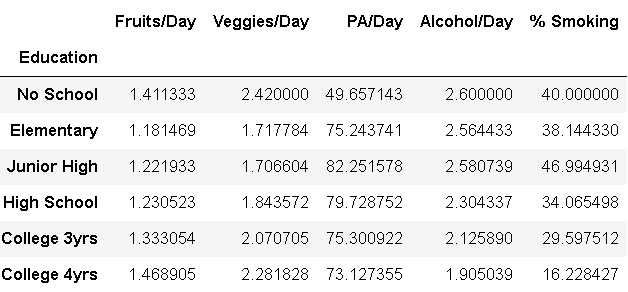 Fruits/Day Veggies/Day PA/Day Alcohol/Day % Smoking
Education
No School 1.411333 2.420000 49.657143 2.600000 40.000000
Elementary 1.181469 1.717784 75.243741 2.564433 38.144330
Junior High 1.221933 1.706604 82.251578 2.580739 46.994931
High School 1.230523 1.843572 79.728752 2.304337 34.065498
College 3yrs 1.333054 2.070705 75.300922 2.125890 29.597512
College 4yrs 1.468905 2.281828 73.127355 1.905039 16.228427